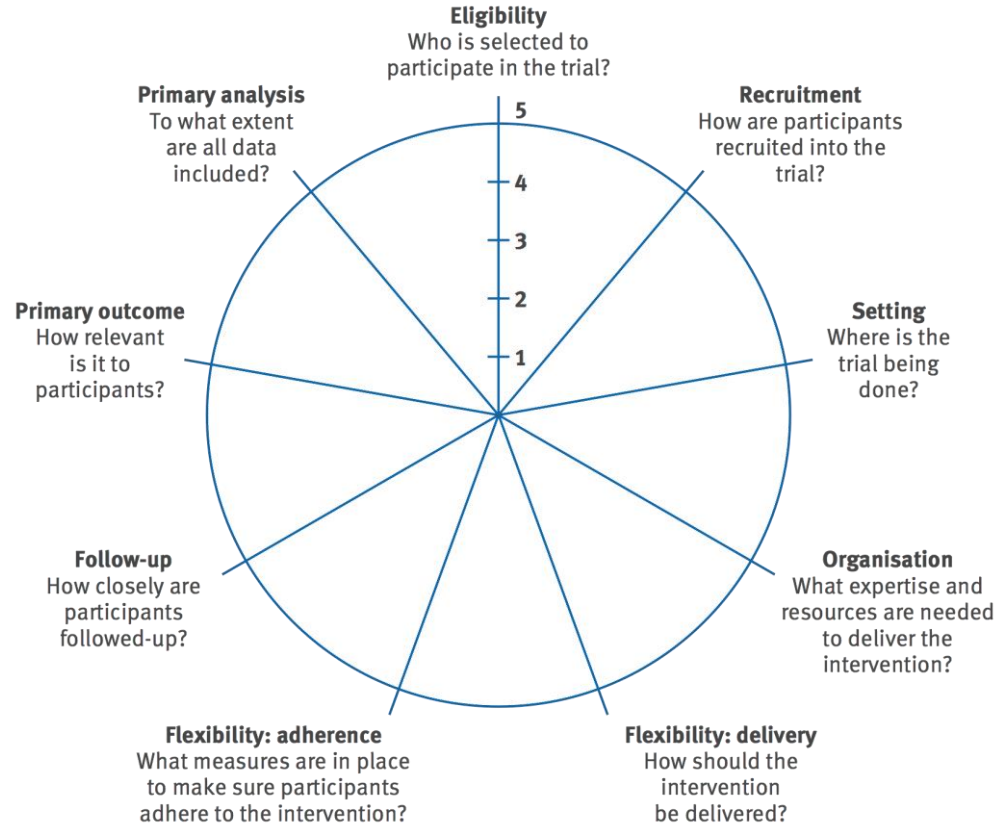 Eligibility
Who is selected to
participate in the trial?
Recruitment
How are participants
recruited into the
trial?
Setting
Where is the
trial being
done?
Organisation
What expertise and
resources are needed
to deliver the
intervention?
Flexibility: delivery
How should the
intervention
be delivered?
Flexibility: adherence
What measures are in place
to make sure participants
adhere to the intervention?
Follow-up
How closely are
participants
followed-up?
Primary outcome
How relevant
is it to
participants?
Primary analysis
To what extent
are all data
included?
5
4
3
2
1